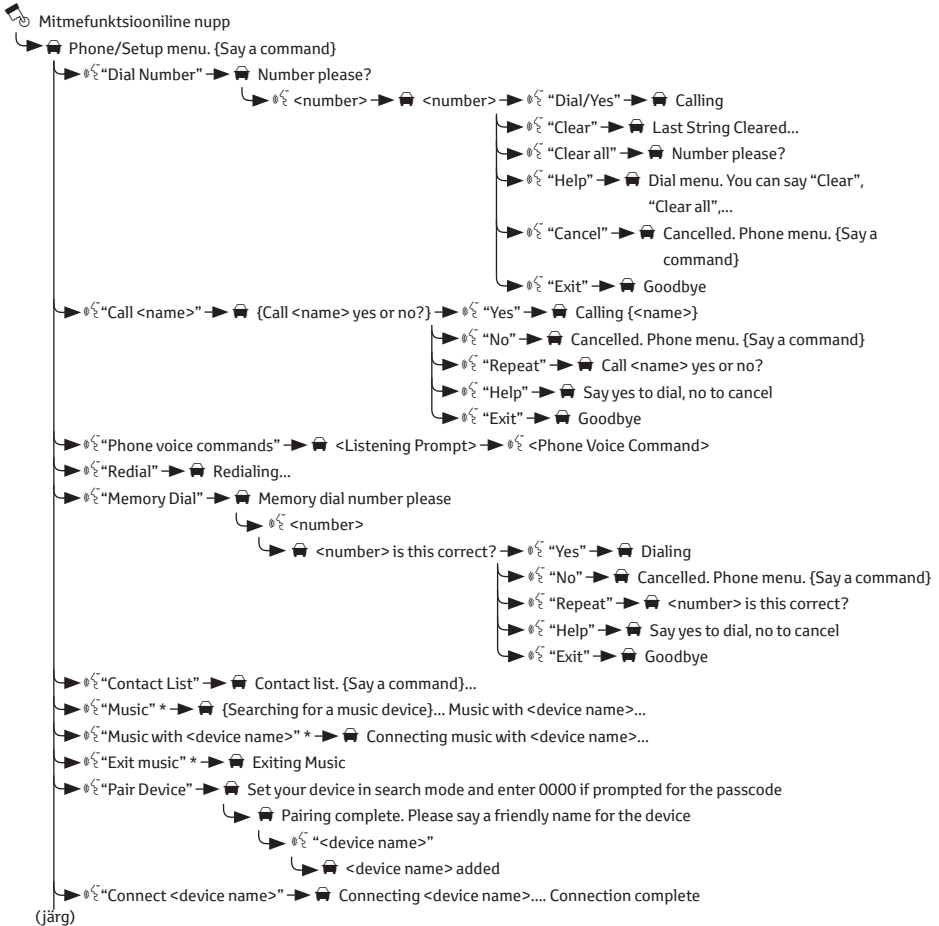 Mitmefunktsiooniline nupp
Phone/Setup menu. {Say a command}
“Dial Number” Number please?
<number> <number> “Dial/Yes” Calling
“Clear” Last String Cleared...
“Clear all” Number please?
“Help” Dial menu. You can say “Clear”,
“Clear all”,...
“Cancel” Cancelled. Phone menu. {Say a
command}
“Exit” Goodbye
“Call <name>” {Call <name> yes or no?} “Yes” Calling {<name>}
“No” Cancelled. Phone menu. {Say a command}
“Repeat” Call <name> yes or no?
“Help” Say yes to dial, no to cancel
“Exit” Goodbye
“Phone voice commands” <Listening Prompt> <Phone Voice Command>
“Redial” Redialing...
“Memory Dial” Memory dial number please
<number>
<number> is this correct? “Yes” Dialing
“No” Cancelled. Phone menu. {Say a command}
“Repeat” <number> is this correct?
“Help” Say yes to dial, no to cancel
“Exit” Goodbye
“Contact List” Contact list. {Say a command}...
“Music” * {Searching for a music device}... Music with <device name>...
“Music with <device name>” * Connecting music with <device name>...
“Exit music” * Exiting Music
“Pair Device” Set your device in search mode and enter 0000 if prompted for the passcode
Pairing complete. Please say a friendly name for the device
“<device name>”
<device name> added
“Connect <device name>” Connecting <device name>.... Connection complete
(järg)